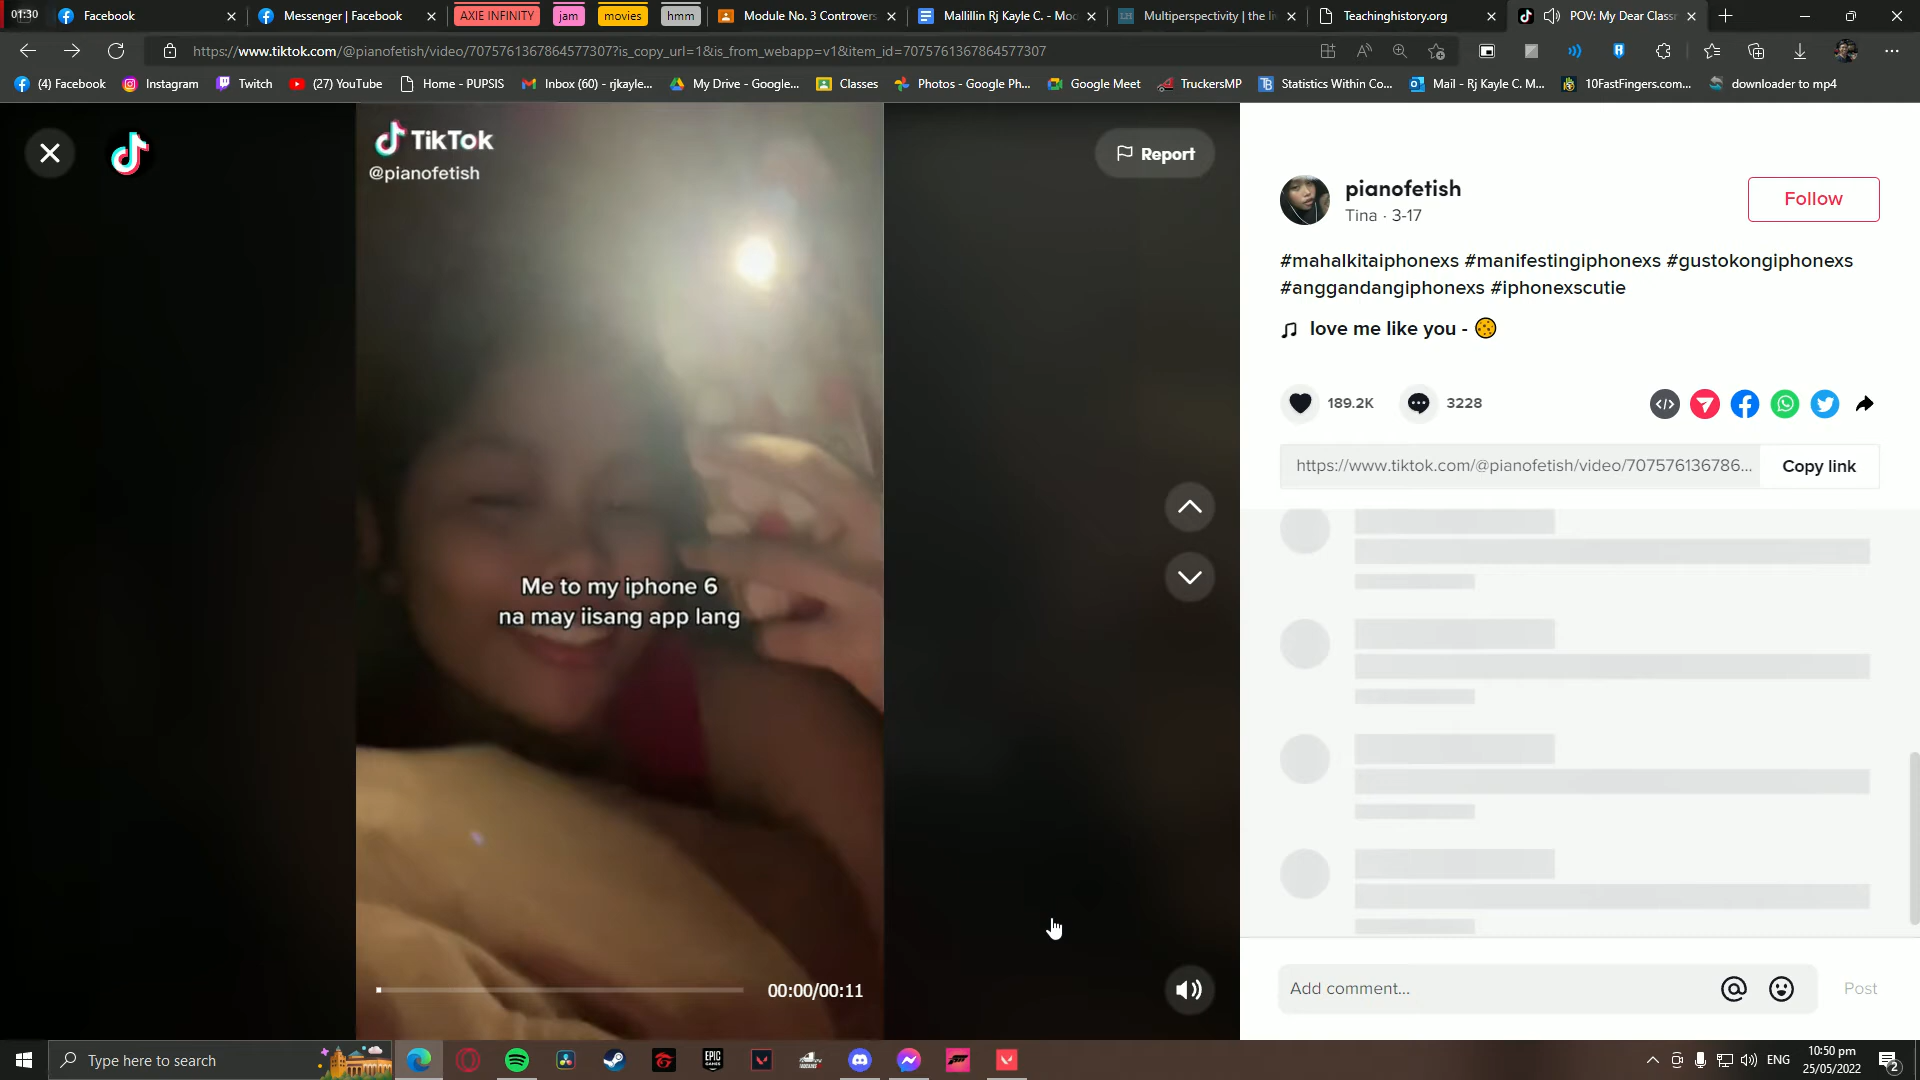 01:30
Facebook
Messenger | Facebook
AXIE INFINITY
jam
movies
hmm
Module No. 3 Controvers
Mallillin Rj Kayle C. - Mo
Multiperspectivity | the
Teachinghistory.org
POV: My Dear Class
https://www.tiktok.com/@pianofetish/video/7075761367864577307?is_copy_url=1&is_from_webapp=v1&item_id=7075761367864577307
(4) Facebook
Instagram
Twitch
(27) YouTube
Home - PUPSIS
Inbox (60) - rjkayle...
My Drive - Google...
Classes
Photos - Google Ph...
Google Meet
TruckersMP
Statistics Within Co...
Mail - Rj Kayle C. M...
10FastFingers.com...
downloader to mp4
TikTok
@pianofetish
Report
Me to my iphone 6
na may iisang app lang
00:00/00:11
pianofetish
Tina · 3-17
Follow
#mahalkitaiphonexs #manifestingiphonexs #gustokongiphonexs
#anggandangiphonexs #iphonexscutie
love me like you -
189.2K
3228
https://www.tiktok.com/@pianofetish/video/707576136786...
Copy link
Add comment...
Post
Type here to search
EPIC GAMES
ENG
10:50 pm
25/05/2022
2